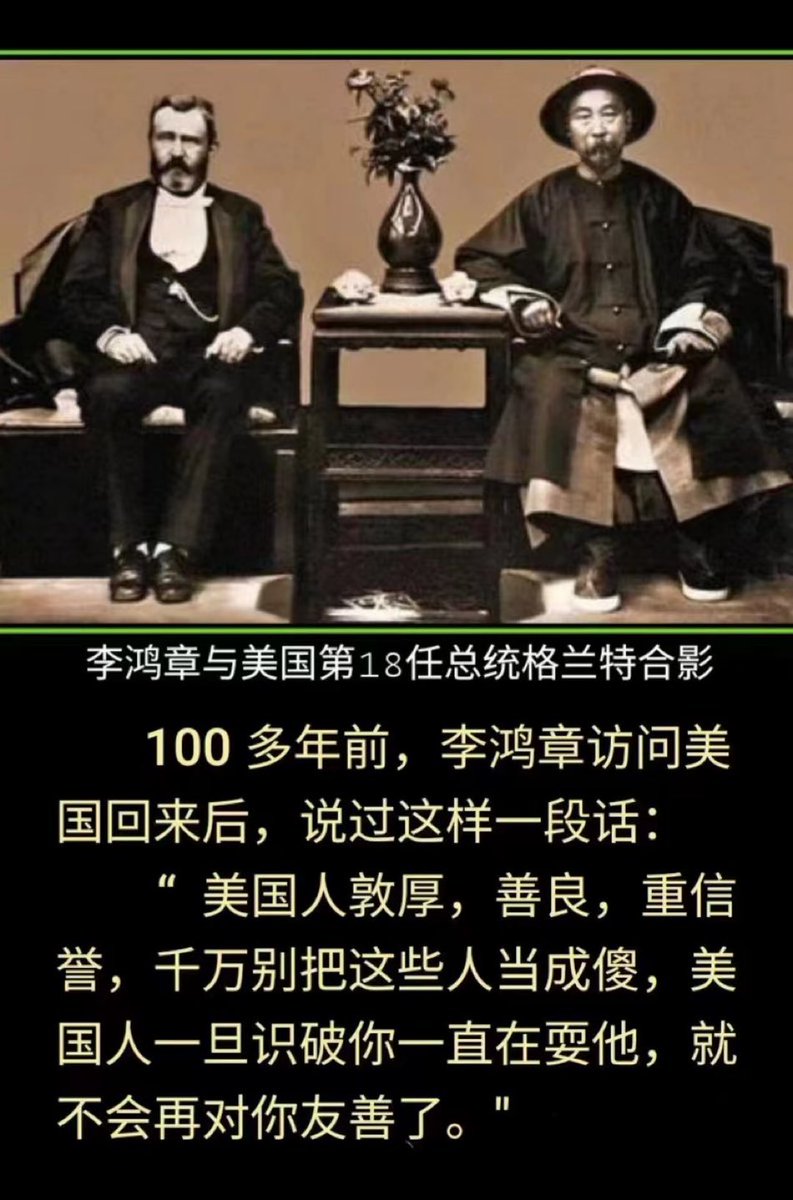 李鸿章与美国第18任总统格兰特合影
100 多年前，李鸿章访问美
国回来后，说过这样一段话：
“ 美国人敦厚，善良，重信
誉，千万别把这些人当成傻，美
国人一旦识破你一直在耍他，就
不会再对你友善了。"